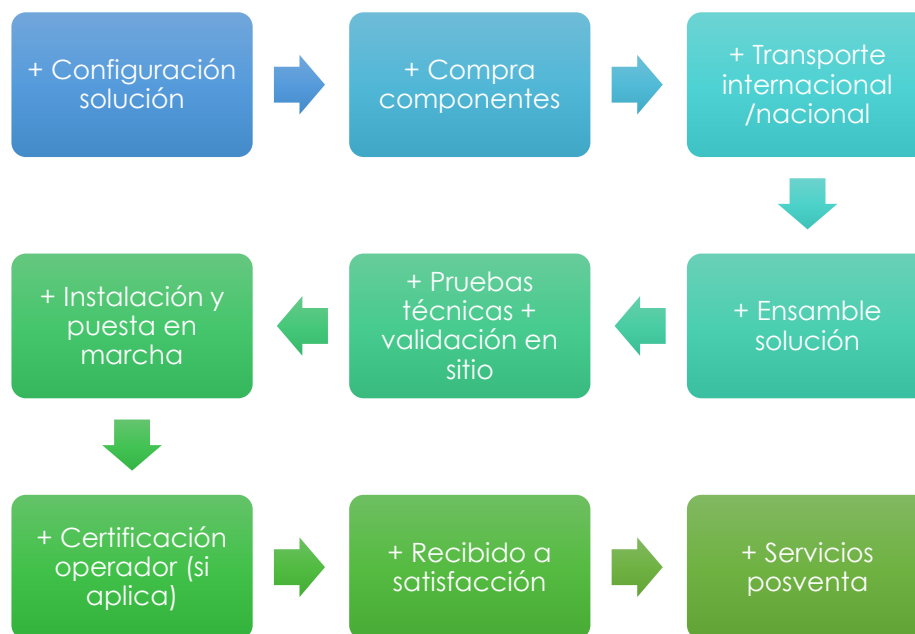 + Configuración
solución
+ Compra
componentes
+ Transporte
internacional
/nacional
+ Ensamble
solución
+ Pruebas
técnicas +
validación en
sitio
+ Instalación y
puesta en
marcha
+ Certificación
operador (si
aplica)
+ Recibido a
satisfacción
+ Servicios
posventa